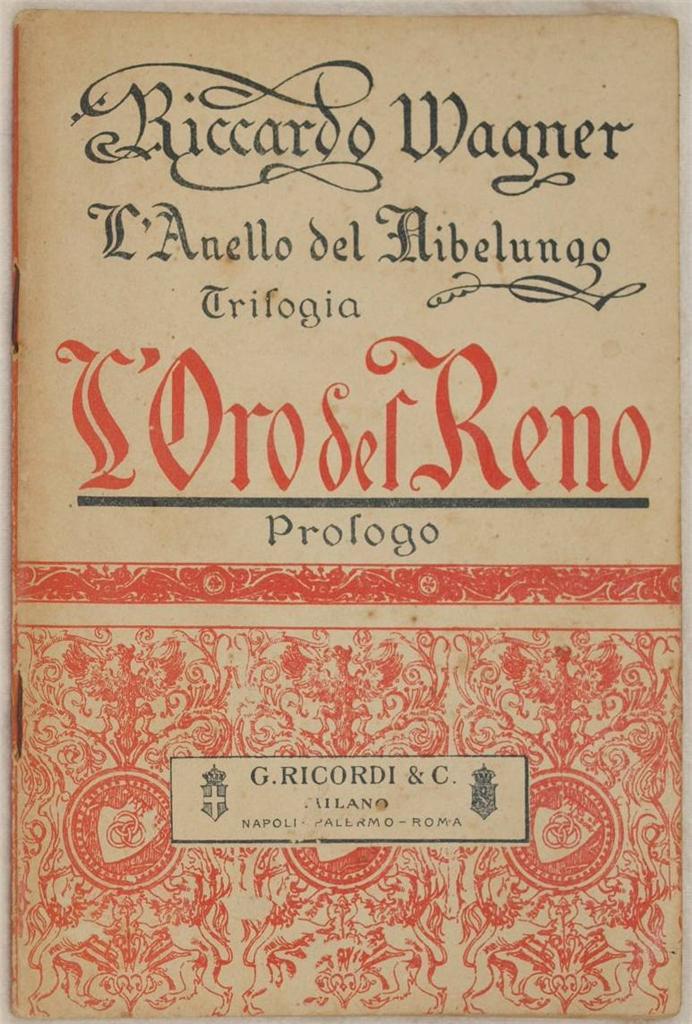 Riccardo Wagner
L'Anello del Nibelungo
Trilogia
L'Oro del Reno
Prologo
G. RICORDI & C.
MILANO
NAPOLI - PALERMO - ROMA